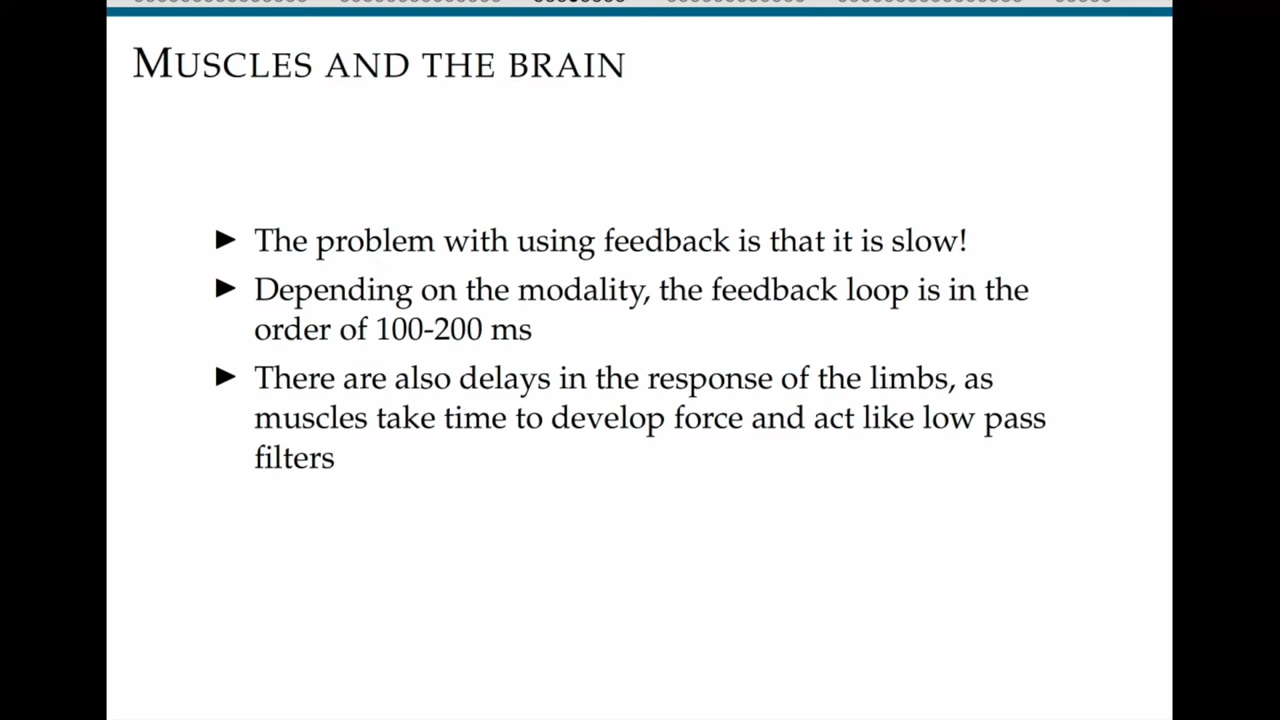 MUSCLES AND THE BRAIN
▶ The problem with using feedback is that it is slow!
▶ Depending on the modality, the feedback loop is in the
order of 100-200 ms
▶ There are also delays in the response of the limbs, as
muscles take time to develop force and act like low pass
filters